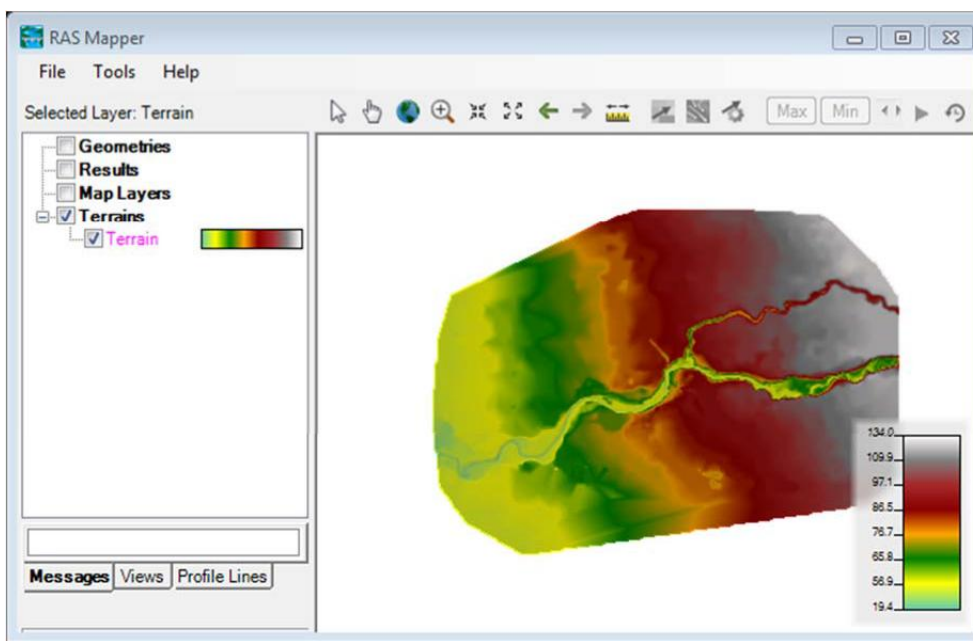 RAS Mapper
File Tools Help
Selected Layer: Terrain
Max Min
Geometries
Results
Map Layers
Terrains
Terrain
134.0
109.9
97.1
86.5
76.7
65.8
56.9
19.4
Messages Views Profile Lines